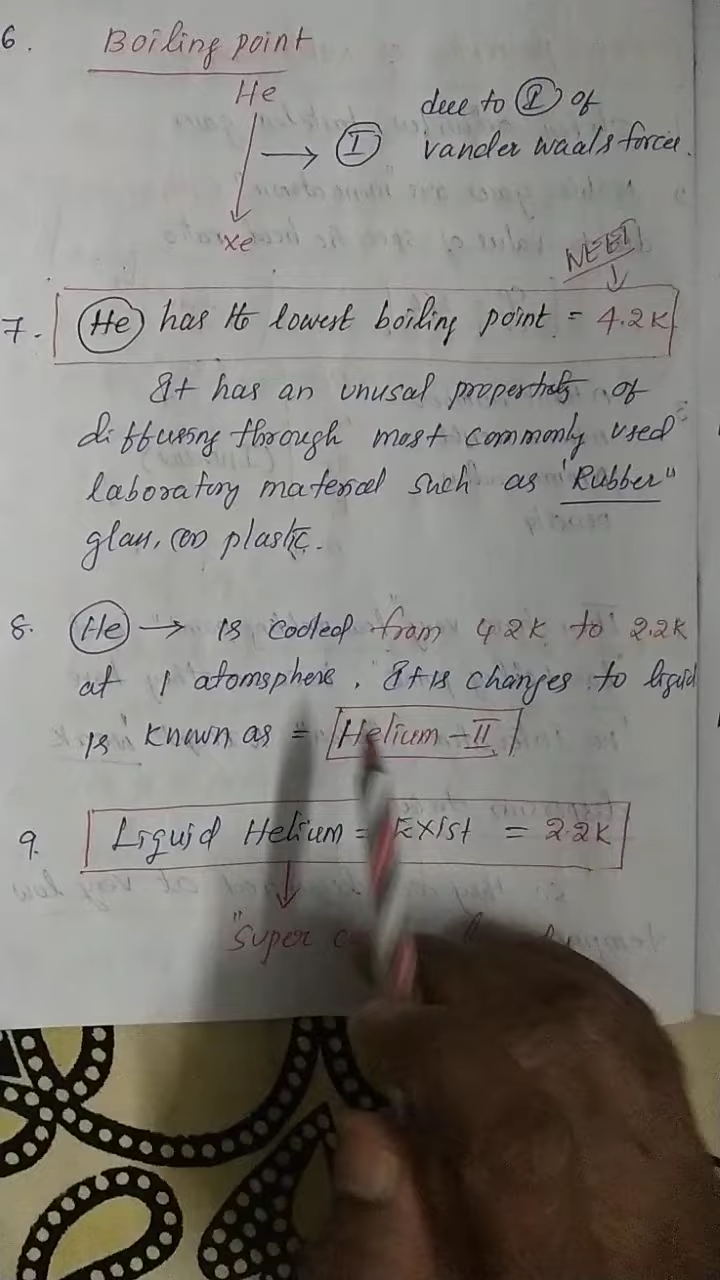 6. Boiling point
He
→ I
xe
due to I of
vander waals forces.
NEET
7. He has the lowest boiling point = 4.2K
It has an unusal property of
diffusing through most commonly used
laboratory material such as "Rubber"
glass, (or) plastic.
8. He → is cooled from 42K to 2.2K
at 1 atomsphere. It is changes to liquid
is known as = Helium-II
9. Liquid Helium = Exist = 2.2K
"Super